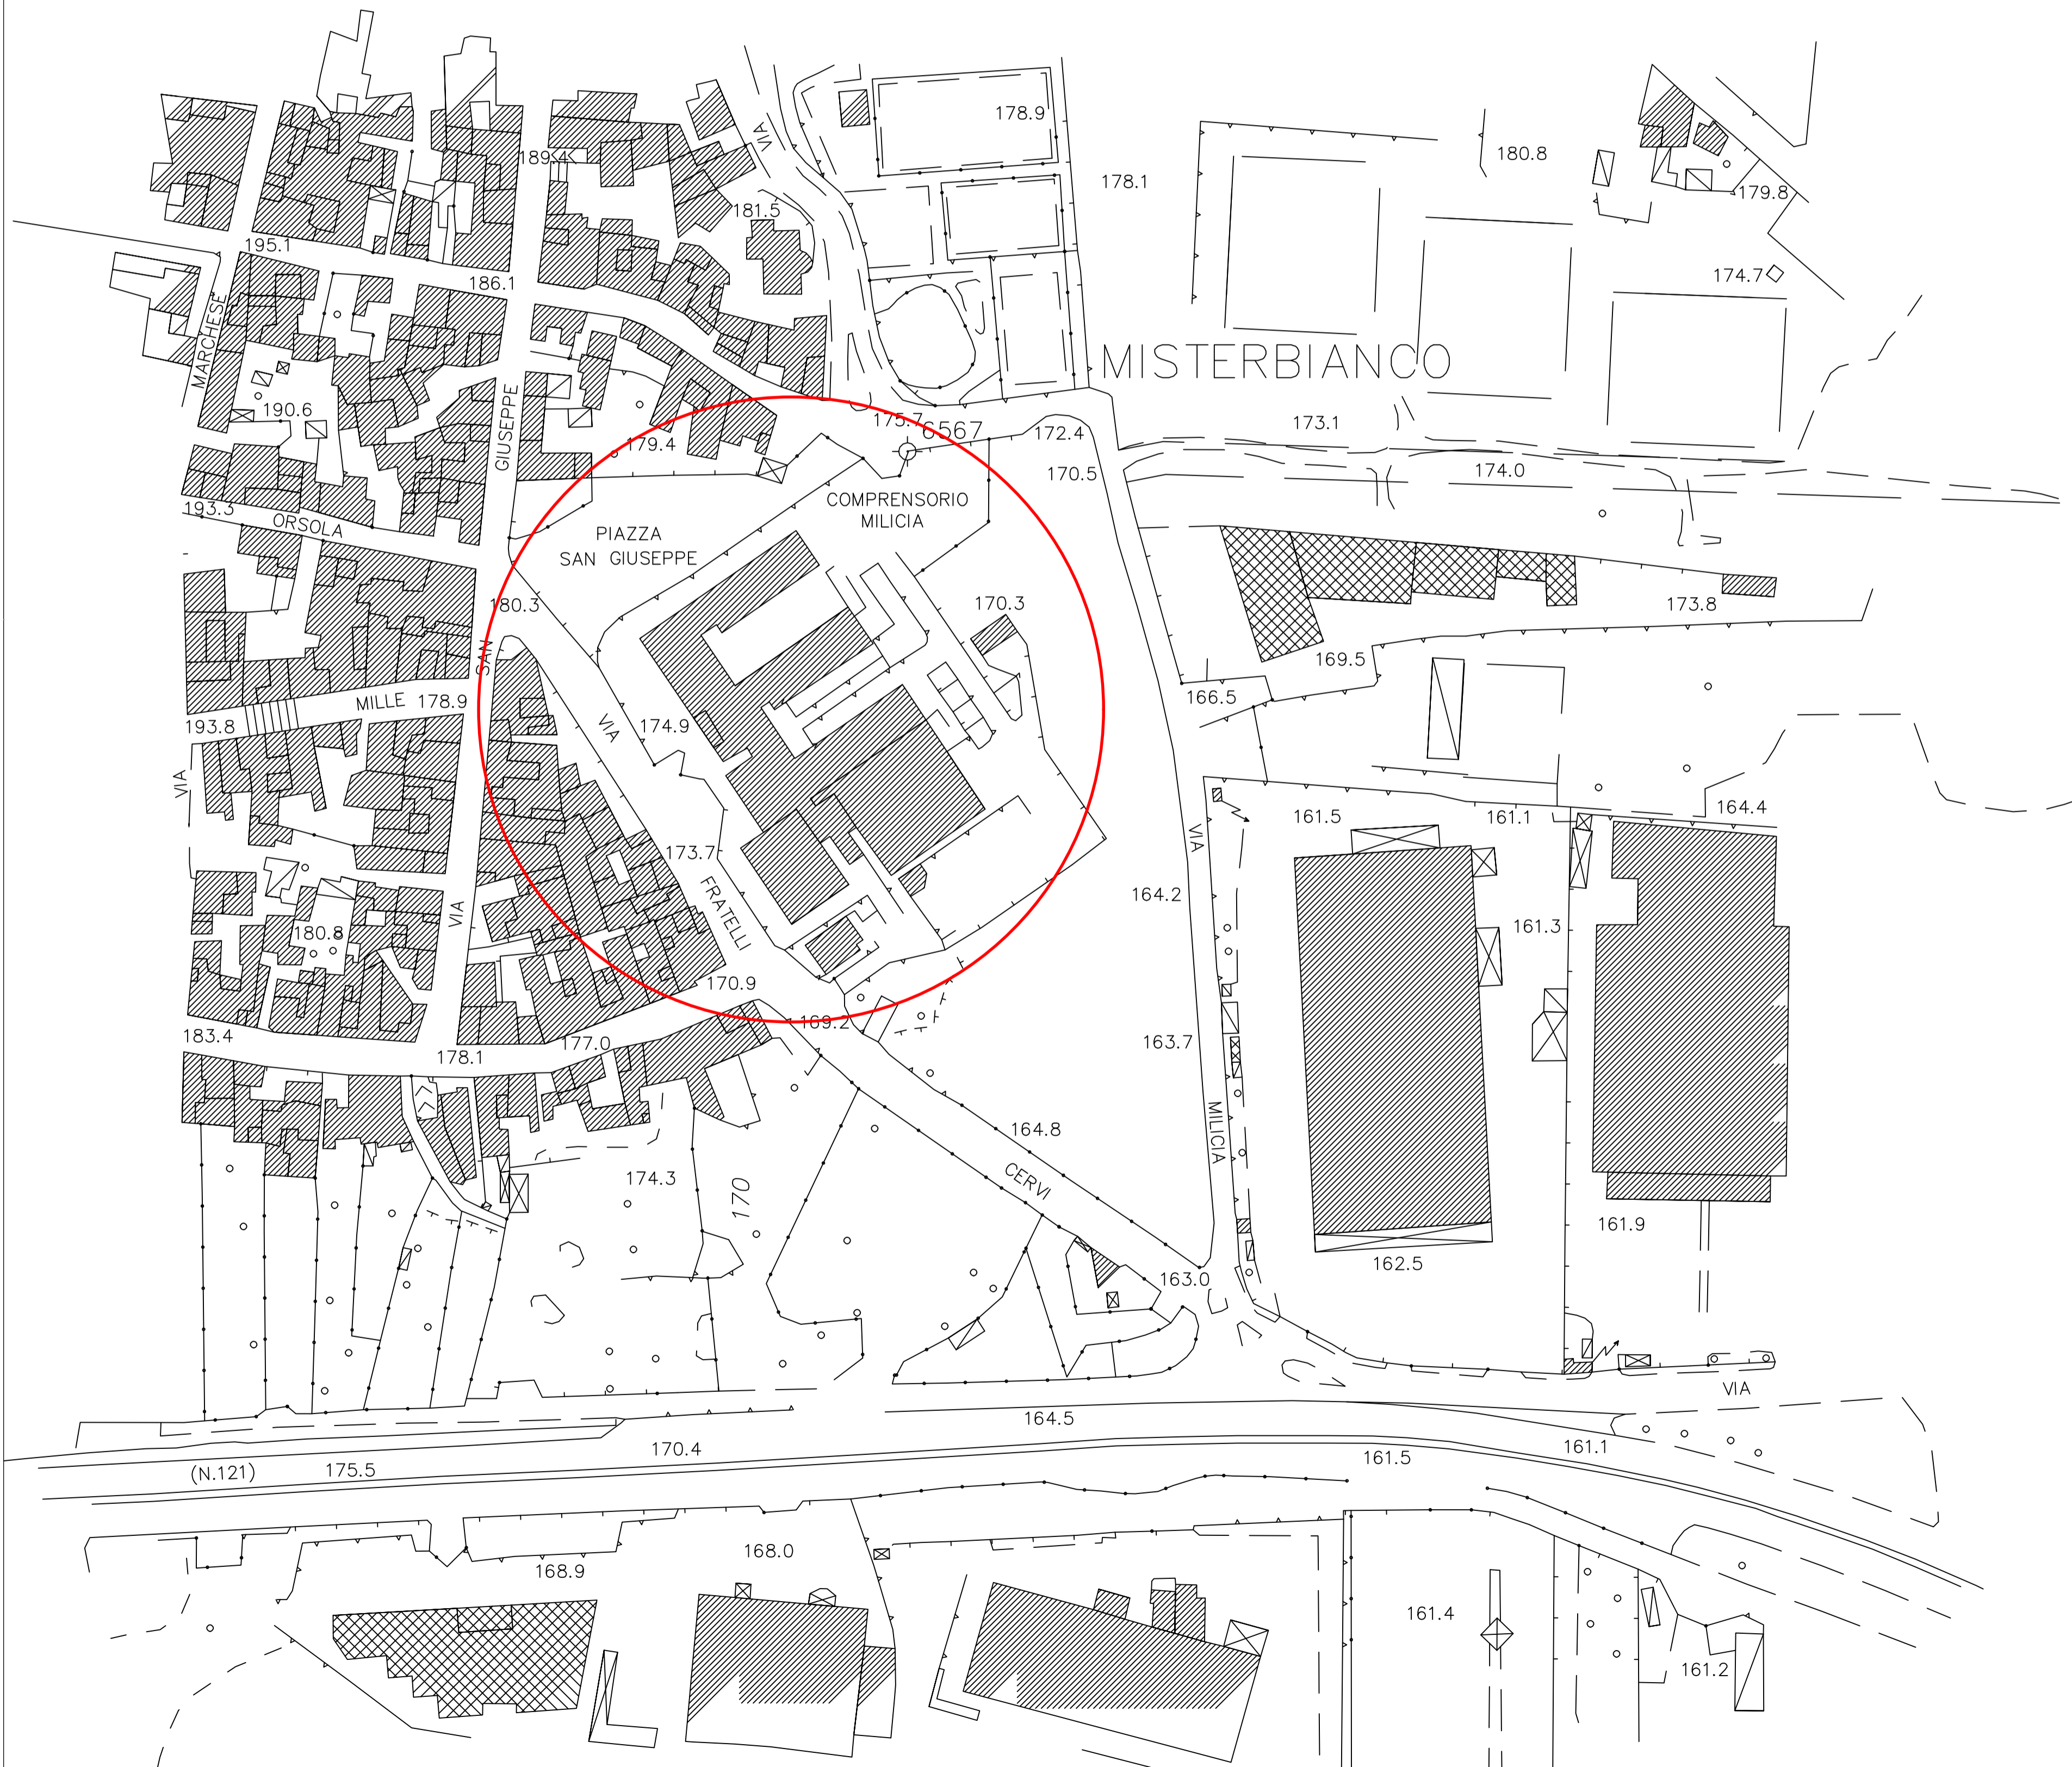 178.9
VIA
189.4
180.8
178.1
179.8
181.5
195.1
174.7
186.1
MARCHESE
MISTERBIANCO
GIUSEPPE
190.6
175.7
6567
173.1
172.4
179.4
174.0
170.5
COMPRENSORIO
MILICIA
193.3
ORSOLA
PIAZZA
SAN GIUSEPPE
180.3
170.3
173.8
SAN
169.5
166.5
MILLE
178.9
193.8
VIA
174.9
VIA
161.5
161.1
164.4
VIA
173.7
164.2
FRATELLI
VIA
161.3
180.8
170.9
169.2
183.4
178.1
177.0
163.7
164.8
MILICIA
174.3
170
CERVI
161.9
162.5
163.0
VIA
164.5
170.4
161.1
161.5
(N.121)
175.5
168.0
168.9
161.4
161.2